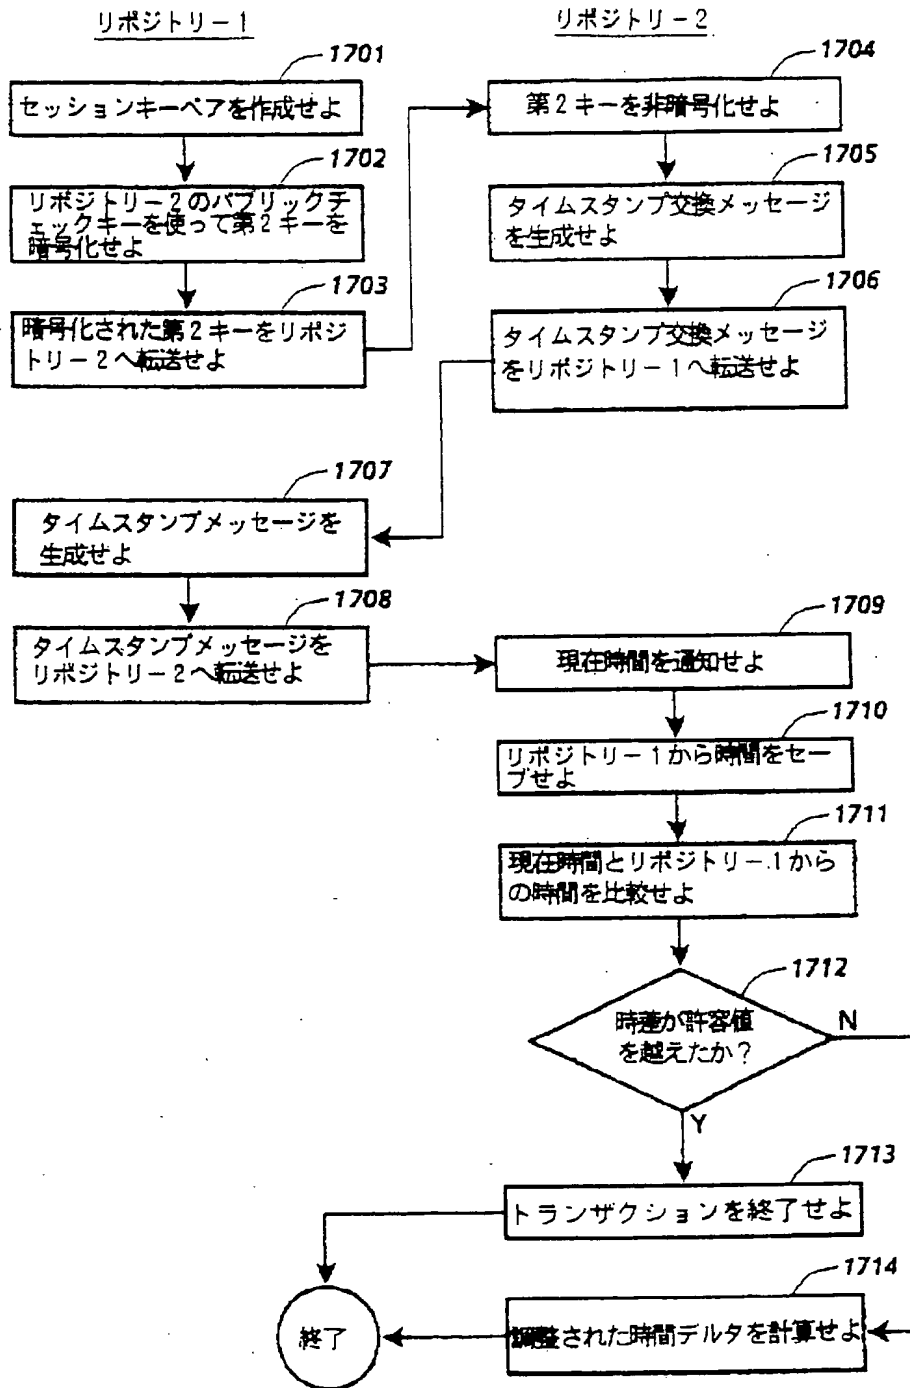 リポジトリー1
リポジトリー2
1701
セッションキーペアを作成せよ
1702
リポジトリー2のパブリックチ
ェックキーを使って第2キーを
暗号化せよ
1703
暗号化された第2キーをリポジ
トリー2へ転送せよ
1704
第2キーを非暗号化せよ
1705
タイムスタンプ交換メッセージ
を生成せよ
1706
タイムスタンプ交換メッセージ
をリポジトリー1へ転送せよ
1707
タイムスタンプメッセージを
生成せよ
1708
タイムスタンプメッセージを
リポジトリー2へ転送せよ
1709
現在時間を通知せよ
1710
リポジトリー1から時間をセー
ブせよ
1711
現在時間とリポジトリー1から
の時間を比較せよ
1712
時差が許容値
を越えたか?
N
Y
1713
トランザクションを終了せよ
1714
調整された時間デルタを計算せよ
終了